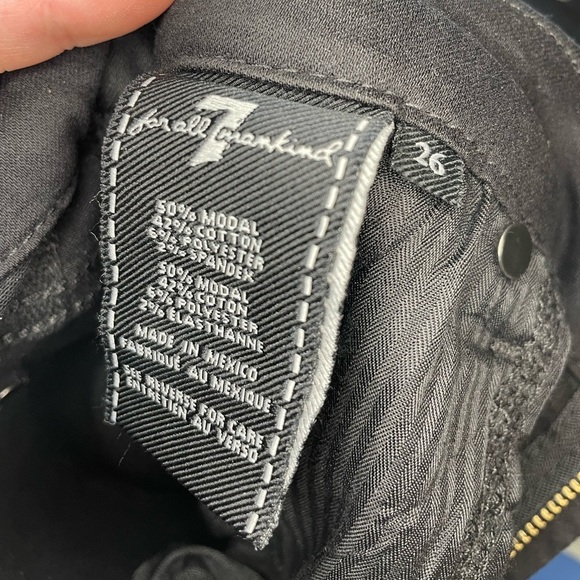 7
for all mankind
26
50% MODAL
42% COTTON
6% POLYESTER
2% SPANDEX
50% MODAL
42% COTON
6% POLYESTER
2% ELASTHANNE
MADE IN MEXICO
FABRIQUÉ AU MEXIQUE
SEE REVERSE FOR CARE
ENTRETIEN AU VERSO